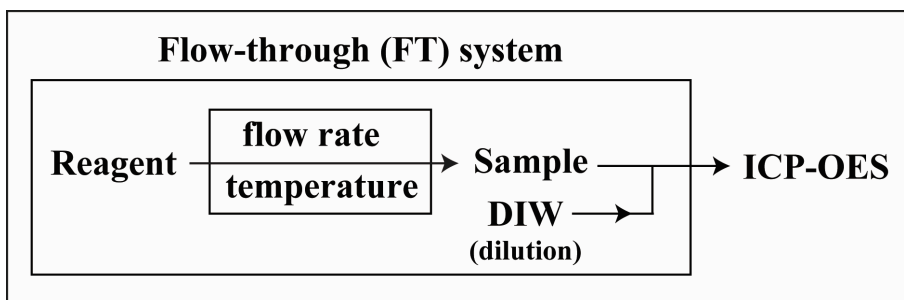 Flow-through (FT) system
flow rate
Reagent
temperature
Sample
DIW
(dilution)
ICP-OES